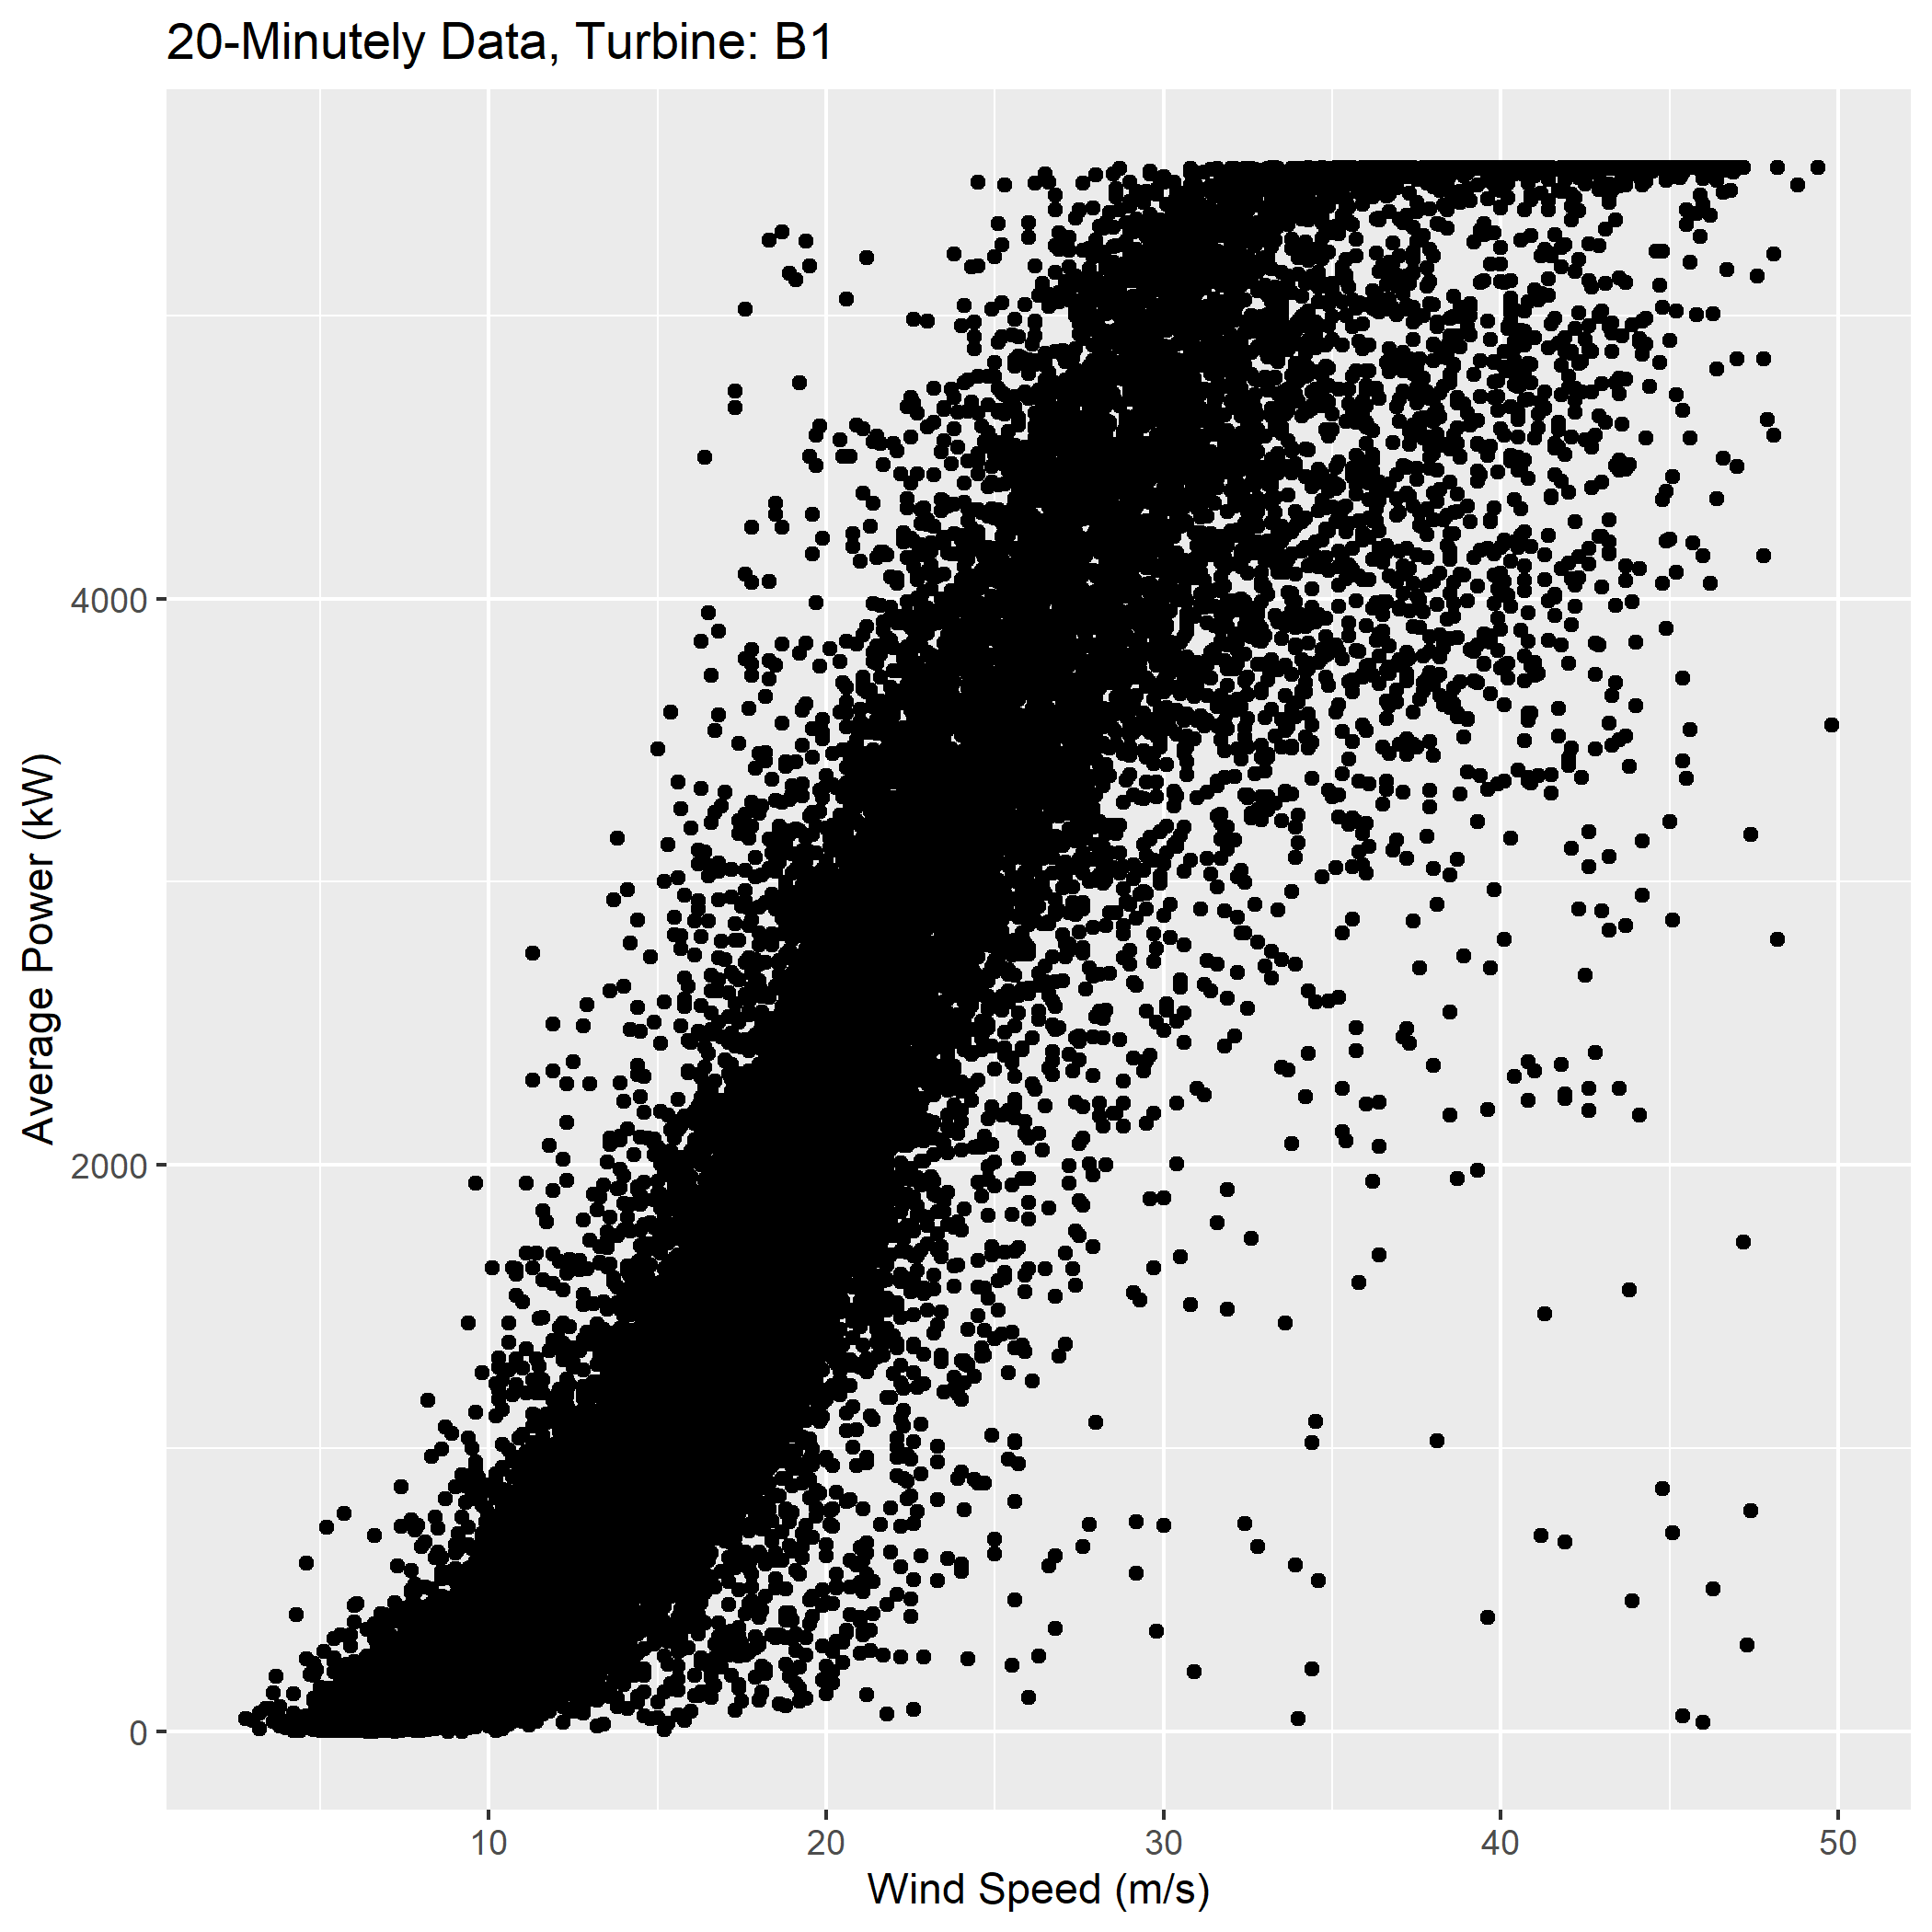 20-Minutely Data, Turbine: B1
Average Power (kW)
4000
2000
0
10 20 30 40 50
Wind Speed (m/s)